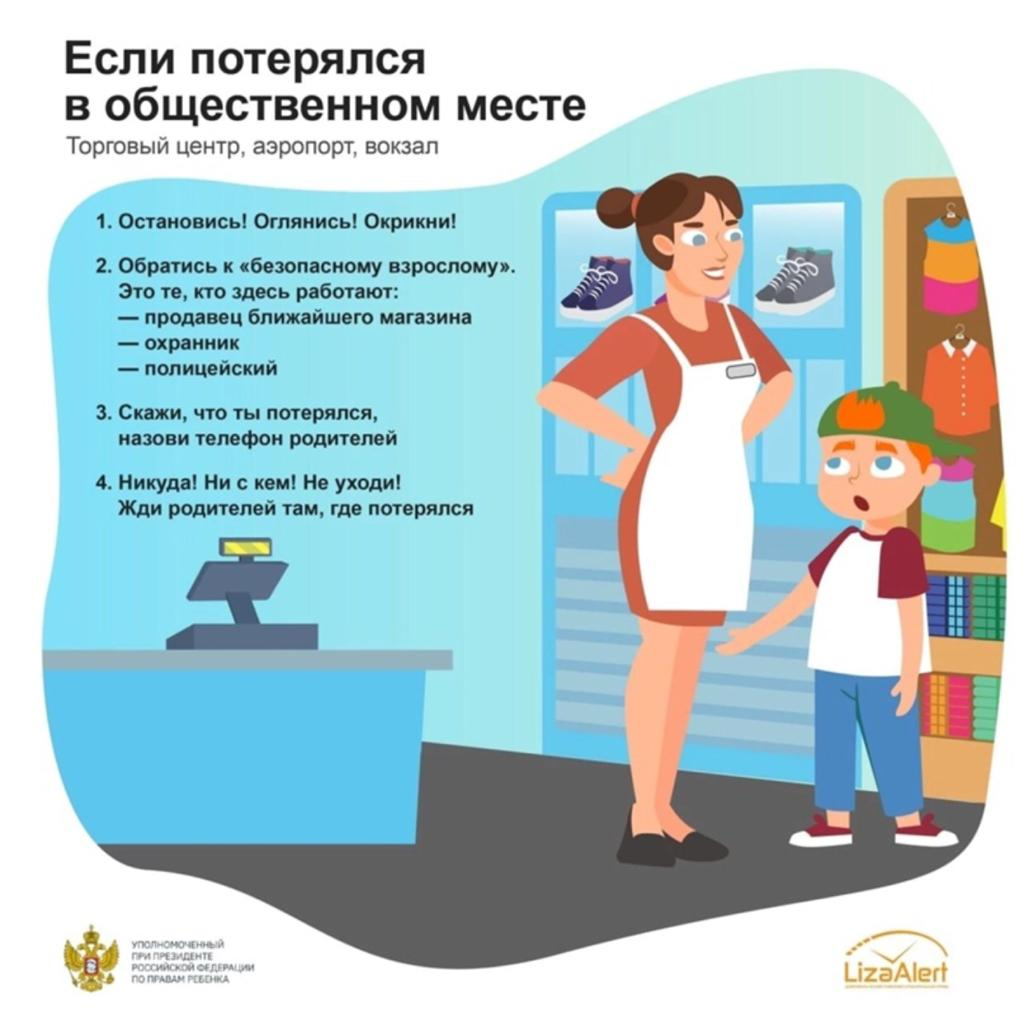 Если потерялся
в общественном месте
Торговый центр, аэропорт, вокзал
1. Остановись! Оглянись! Окрикни!
2. Обратись к «безопасному взрослому».
Это те, кто здесь работают:
— продавец ближайшего магазина
— охранник
— полицейский
3. Скажи, что ты потерялся,
назови телефон родителей
4. Никуда! Ни с кем! Не уходи!
Жди родителей там, где потерялся
УПОЛНОМОЧЕННЫЙ
ПРИ ПРЕЗИДЕНТЕ
РОССИЙСКОЙ ФЕДЕРАЦИИ
ПО ПРАВАМ РЕБЕНКА
LizaAlert